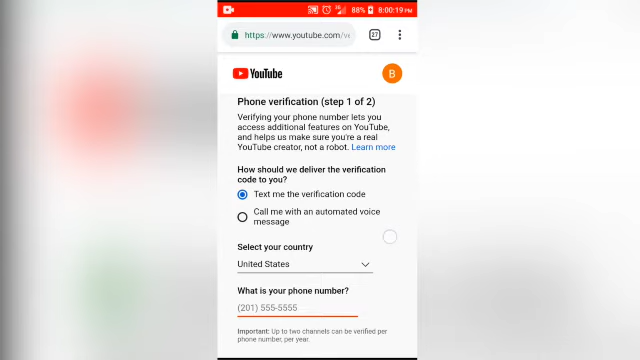 88% 8:00:19 PM
https://www.youtube.com/ve
27
YouTube
B
Phone verification (step 1 of 2)
Verifying your phone number lets you
access additional features on YouTube,
and helps us make sure you're a real
YouTube creator, not a robot. Learn more
How should we deliver the verification
code to you?
Text me the verification code
Call me with an automated voice
message
Select your country
United States
What is your phone number?
(201) 555-5555
Important: Up to two channels can be verified per
phone number, per year.